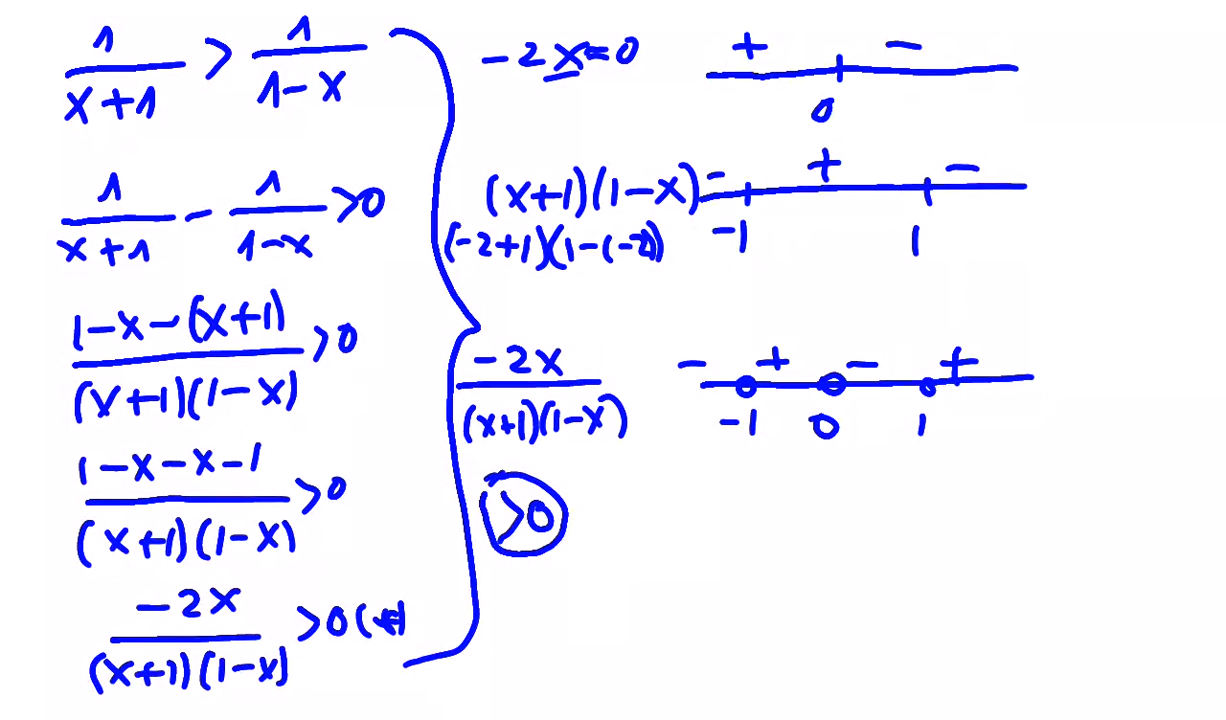 1/(x+1) > 1/(1-x)
1/(x+1) - 1/(1-x) >0
(1-x-(x+1))/((x+1)(1-x)) >0
(1-x-x-1)/((x+1)(1-x)) >0
-2x/((x+1)(1-x)) >0 (+)
-2x=0
+ -
0
(x+1)(1-x) - + -
(-2+1)(1-(-2)) -1 1
-2x/((x+1)(1-x)) - + - +
-1 0 1
>0